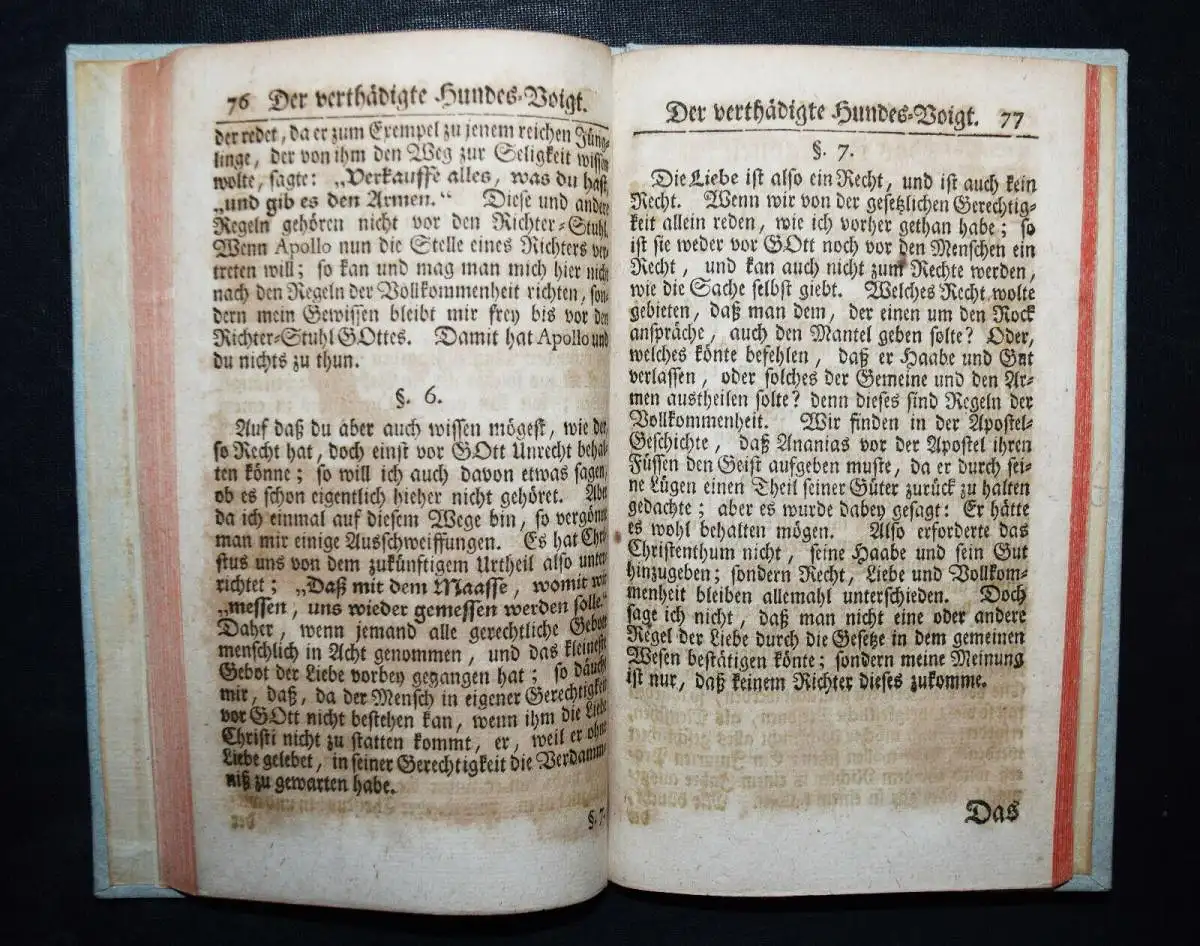 76 Der verthädigte Hundes-Voigt.
der redet, da er zum Exempel zu jenem reichen Jüng-
linge, der von ihm den Weg zur Seligkeit wissen
wolte, sagte: „Verkauffe alles, was du hast,
„und gib es den Armen.“ Diese und andere
Regeln gehören nicht vor den Richter-Stuhl.
Wenn Apollo nun die Stelle eines Richters ver-
treten will; so kan und mag man mich hier nicht
nach den Regeln der Vollkommenheit richten, son-
dern mein Gewissen bleibt mir frey bis vor den
Richter-Stuhl GOttes. Damit hat Apollo und
du nichts zu thun.
§. 6.
Auf daß du aber auch wissen mögest, wie der,
so Recht hat, doch einst vor GOtt Unrecht behal-
ten könne; so will ich auch davon etwas sagen,
ob es schon eigentlich hieher nicht gehöret. Aber
da ich einmal auf diesem Wege bin, so vergönne
man mir einige Ausschweiffungen. Es hat Chri-
stus uns von dem zukünftigem Urtheil also unter-
richtet; „Daß mit dem Maasse, womit wir
„messen, uns wieder gemessen werden solle.“
Daher, wenn jemand alle gerechtliche Gebote
menschlich in Acht genommen, und das kleineste
Gebot der Liebe vorbey gegangen hat; so däucht
mir, daß, da der Mensch in eigener Gerechtigkeit
vor GOtt nicht bestehen kan, wenn ihm die Liebe
Christi nicht zu statten kommt, er, weil er ohne
Liebe gelebet, in seiner Gerechtigkeit die Verdamm-
niß zu gewarten habe.
§. 7.
Der verthädigte Hundes-Voigt. 77
§. 7.
Die Liebe ist also ein Recht, und ist auch kein
Recht. Wenn wir von der gesetzlichen Gerechtig-
keit allein reden, wie ich vorher gethan habe; so
ist sie weder vor GOtt noch vor den Menschen ein
Recht, und kan auch nicht zum Rechte werden,
wie die Sache selbst giebt. Welches Recht wolte
gebieten, daß man dem, der einen um den Rock
anspräche, auch den Mantel geben solte? Oder,
welches könte befehlen, daß er Haabe und Gut
verlassen, oder solches der Gemeine und den Ar-
men austheilen solte? denn dieses sind Regeln der
Vollkommenheit. Wir finden in der Apostel-
Geschichte, daß Ananias vor der Apostel ihren
Füssen den Geist aufgeben muste, da er durch sei-
ne Lügen einen Theil seiner Güter zurück zu halten
gedachte; aber es wurde dabey gesagt: Er hätte
es wohl behalten mögen. Also erforderte das
Christenthum nicht, seine Haabe und sein Gut
hinzugeben; sondern Recht, Liebe und Vollkom-
menheit bleiben allemahl unterschieden. Doch
sage ich nicht, daß man nicht eine oder andere
Regel der Liebe durch die Gesetze in dem gemeinen
Wesen bestätigen könte; sondern meine Meinung
ist nur, daß keinem Richter dieses zukomme.
Das